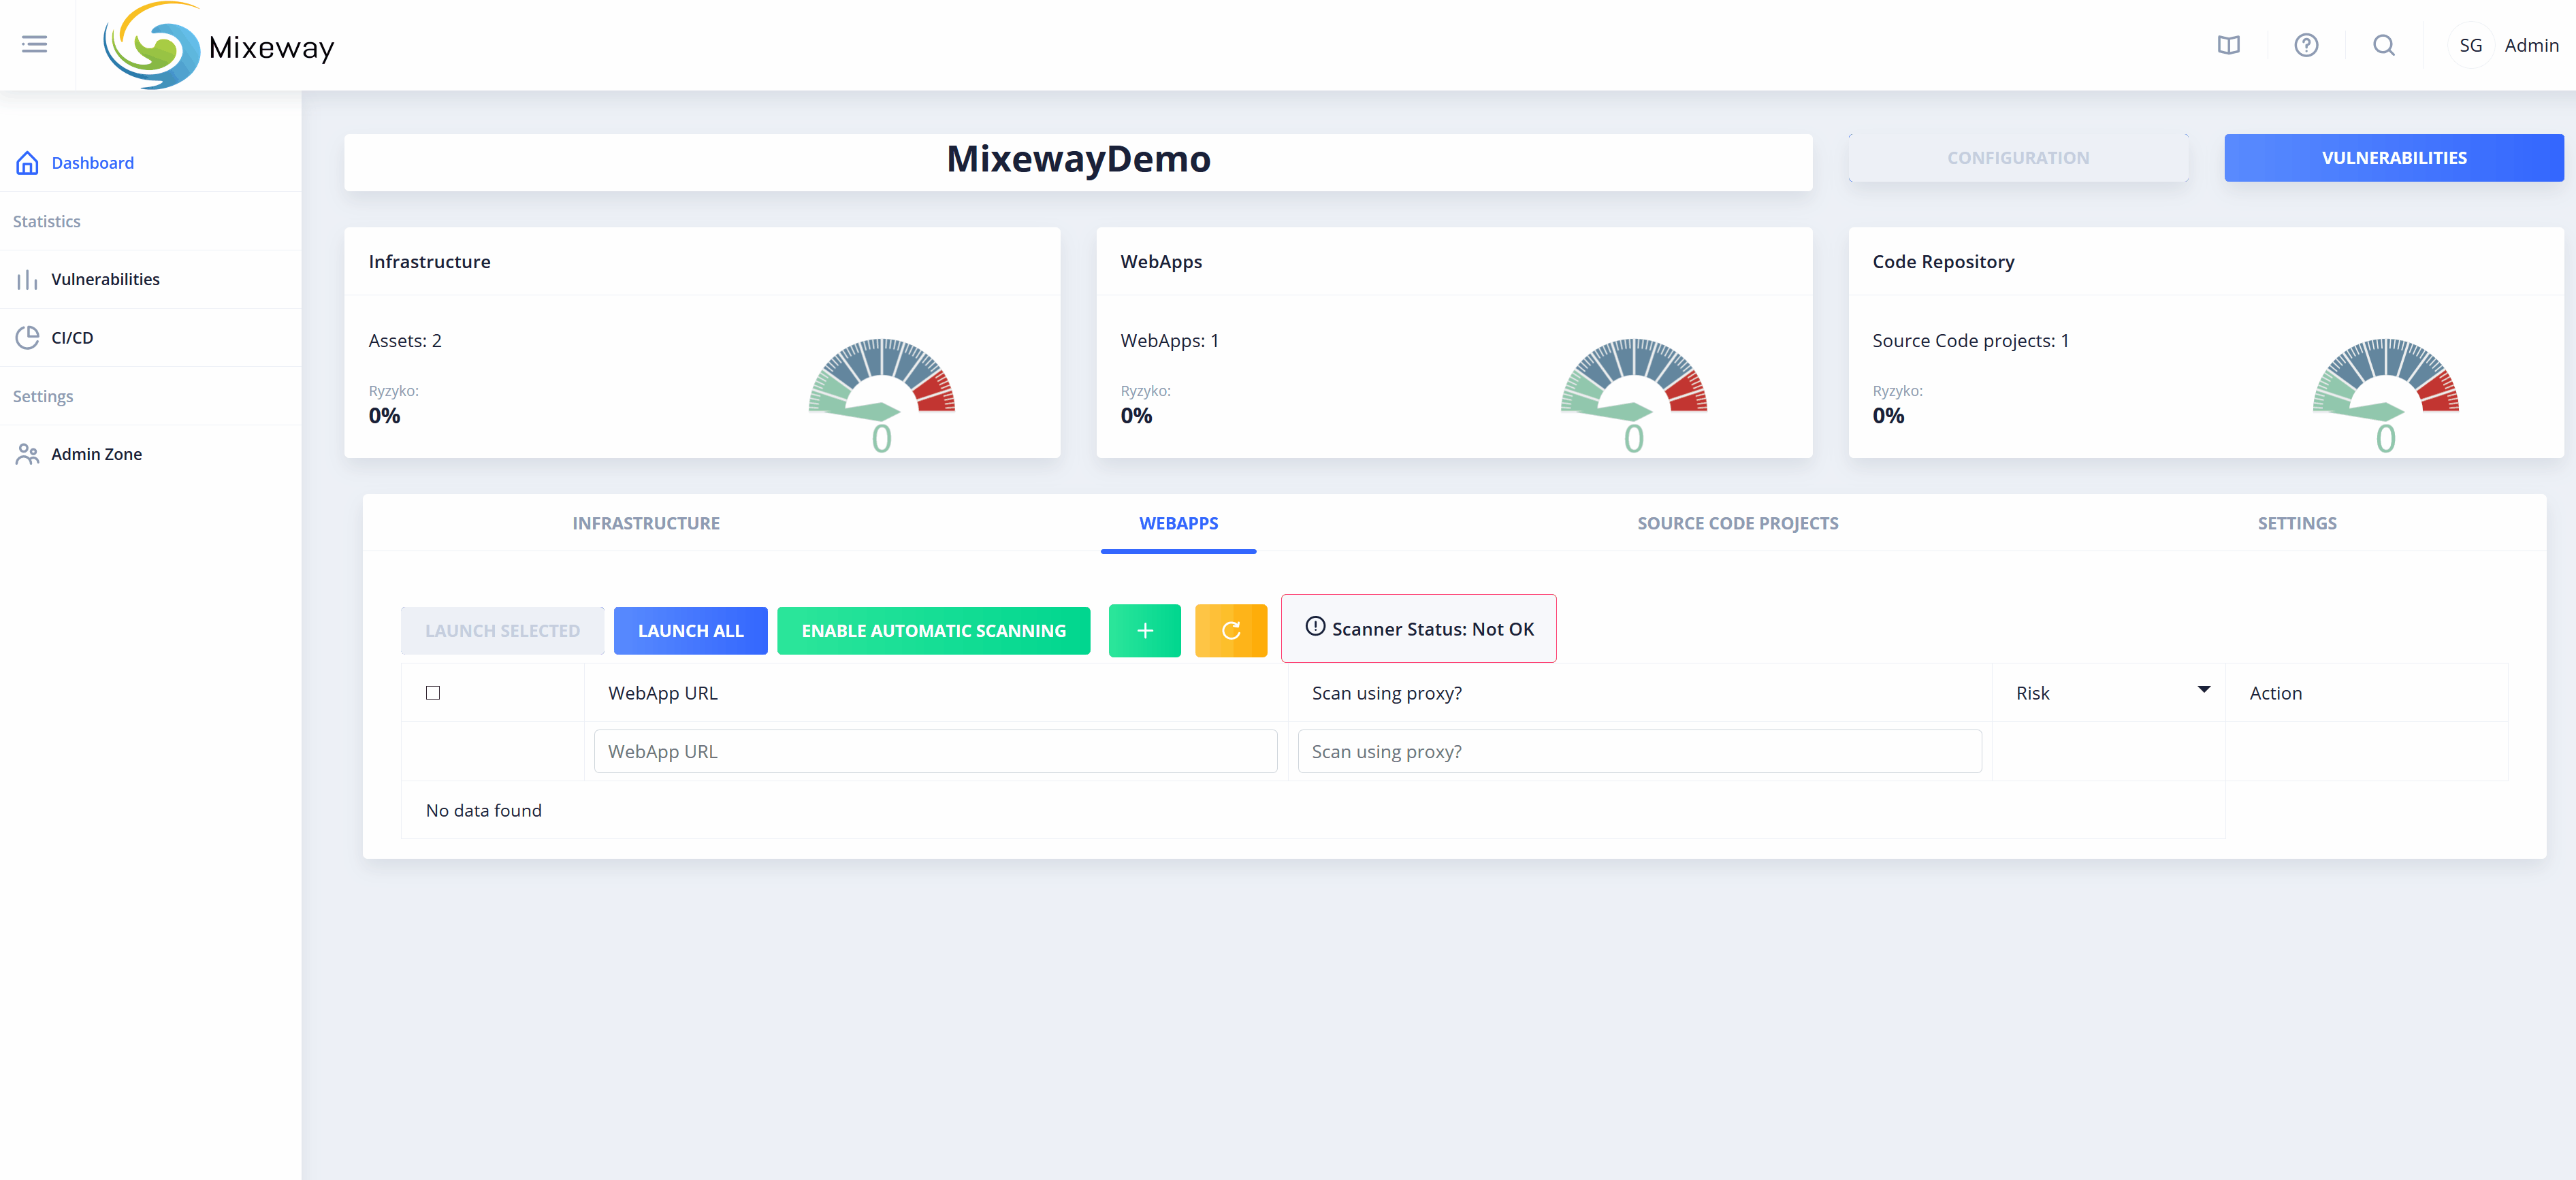 Mixeway
SG Admin
Dashboard
Statistics
Vulnerabilities
CI/CD
Settings
Admin Zone
MixewayDemo
CONFIGURATION
VULNERABILITIES
Infrastructure
Assets: 2
Ryzyko:
0%
0
WebApps
WebApps: 1
Ryzyko:
0%
0
Code Repository
Source Code projects: 1
Ryzyko:
0%
0
INFRASTRUCTURE WEBAPPS SOURCE CODE PROJECTS SETTINGS
LAUNCH SELECTED LAUNCH ALL ENABLE AUTOMATIC SCANNING + Scanner Status: Not OK
WebApp URL Scan using proxy? Risk Action
WebApp URL Scan using proxy?
No data found